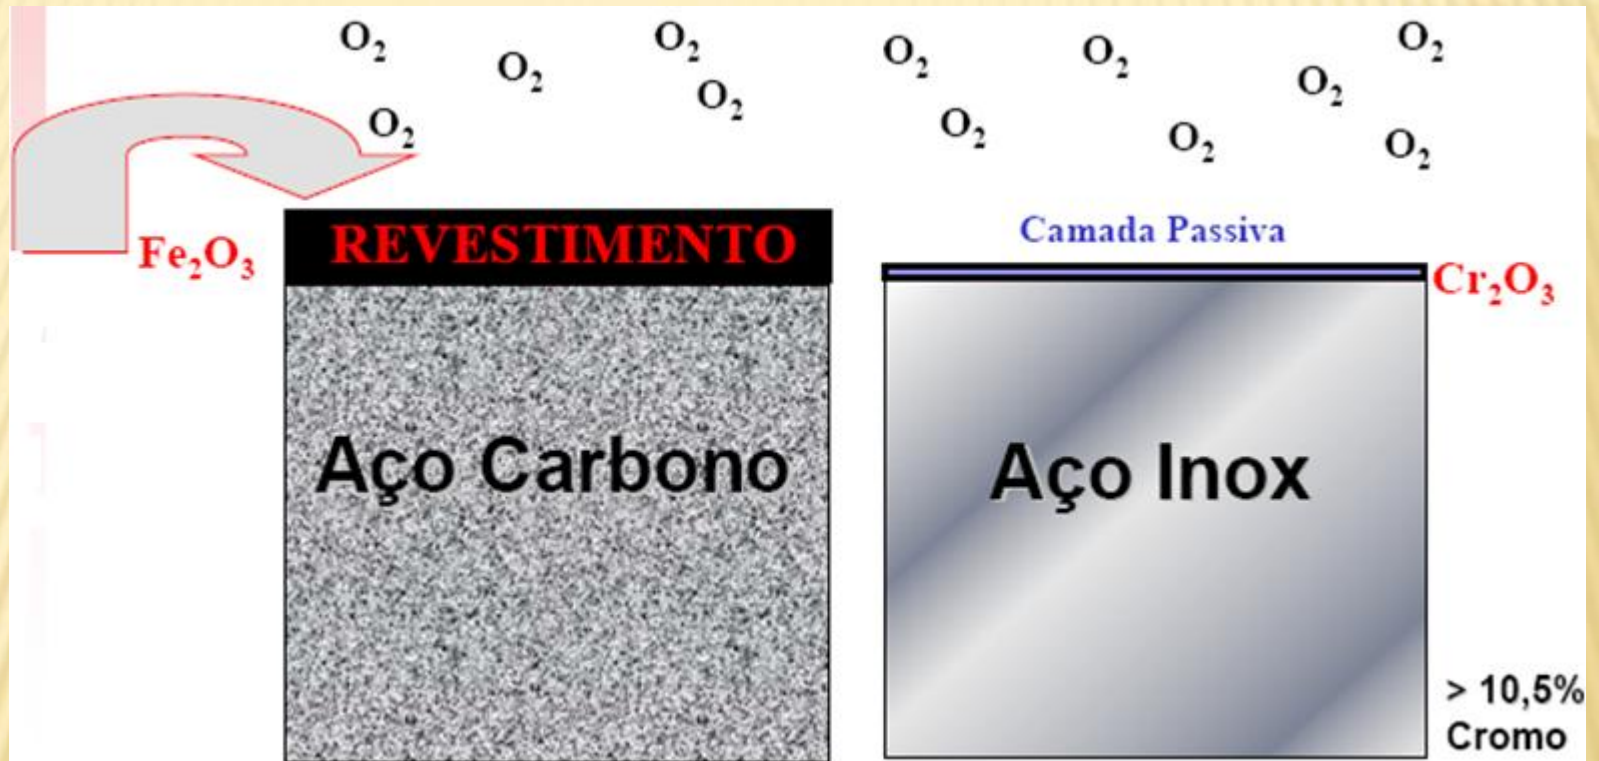 O₂
O₂
O₂
O₂
O₂
O₂
O₂
O₂
O₂
O₂
O₂
O₂
Fe₂O₃
REVESTIMENTO
Aço Carbono
Camada Passiva
Cr₂O₃
Aço Inox
> 10,5%
Cromo